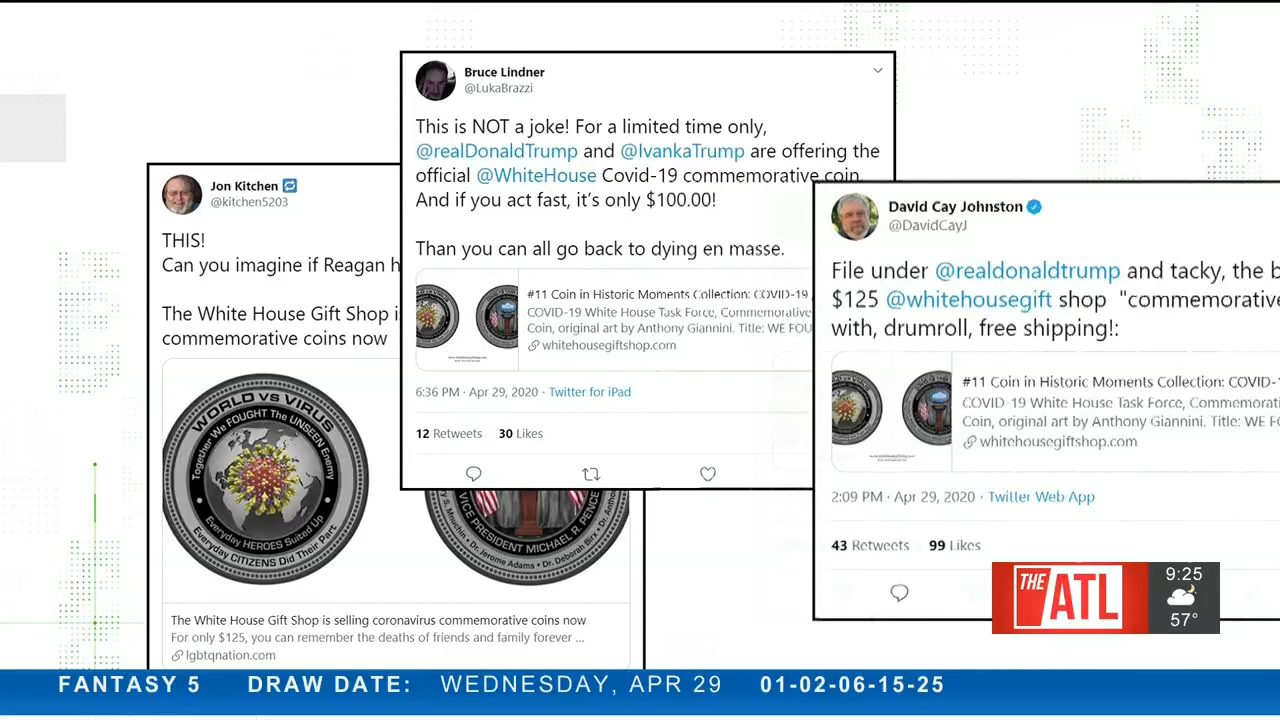 Jon Kitchen
@kitchen5203
THIS!
Can you imagine if Reagan h
The White House Gift Shop i
commemorative coins now
WORLD vs VIRUS
Together We FOUGHT The UNSEEN Enemy
Everyday HEROES Suited Up
Everyday CITIZENS Did Their Part
VICE PRESIDENT MICHAEL R. PENCE
y S. Mnuchin • Dr. Jerome Adams • Dr. Deborah Birx • Dr. Antho
The White House Gift Shop is selling coronavirus commemorative coins now
For only $125, you can remember the deaths of friends and family forever ...
lgbtqnation.com
Bruce Lindner
@LukaBrazzi
This is NOT a joke! For a limited time only,
@realDonaldTrump and @IvankaTrump are offering the
official @WhiteHouse Covid-19 commemorative coin.
And if you act fast, it's only $100.00!
Than you can all go back to dying en masse.
#11 Coin in Historic Moments Collection: COVID-19
COVID-19 White House Task Force, Commemorative
Coin, original art by Anthony Giannini. Title: WE FOU
whitehousegiftshop.com
6:36 PM · Apr 29, 2020 · Twitter for iPad
12 Retweets 30 Likes
David Cay Johnston
@DavidCayJ
File under @realdonaldtrump and tacky, the b
$125 @whitehousegift shop "commemorative
with, drumroll, free shipping!:
#11 Coin in Historic Moments Collection: COVID-1
COVID-19 White House Task Force, Commemorati
Coin, original art by Anthony Giannini. Title: WE FO
whitehousegiftshop.com
2:09 PM · Apr 29, 2020 · Twitter Web App
43 Retweets 99 Likes
THE ATL
9:25
57°
FANTASY 5 DRAW DATE: WEDNESDAY, APR 29 01-02-06-15-25